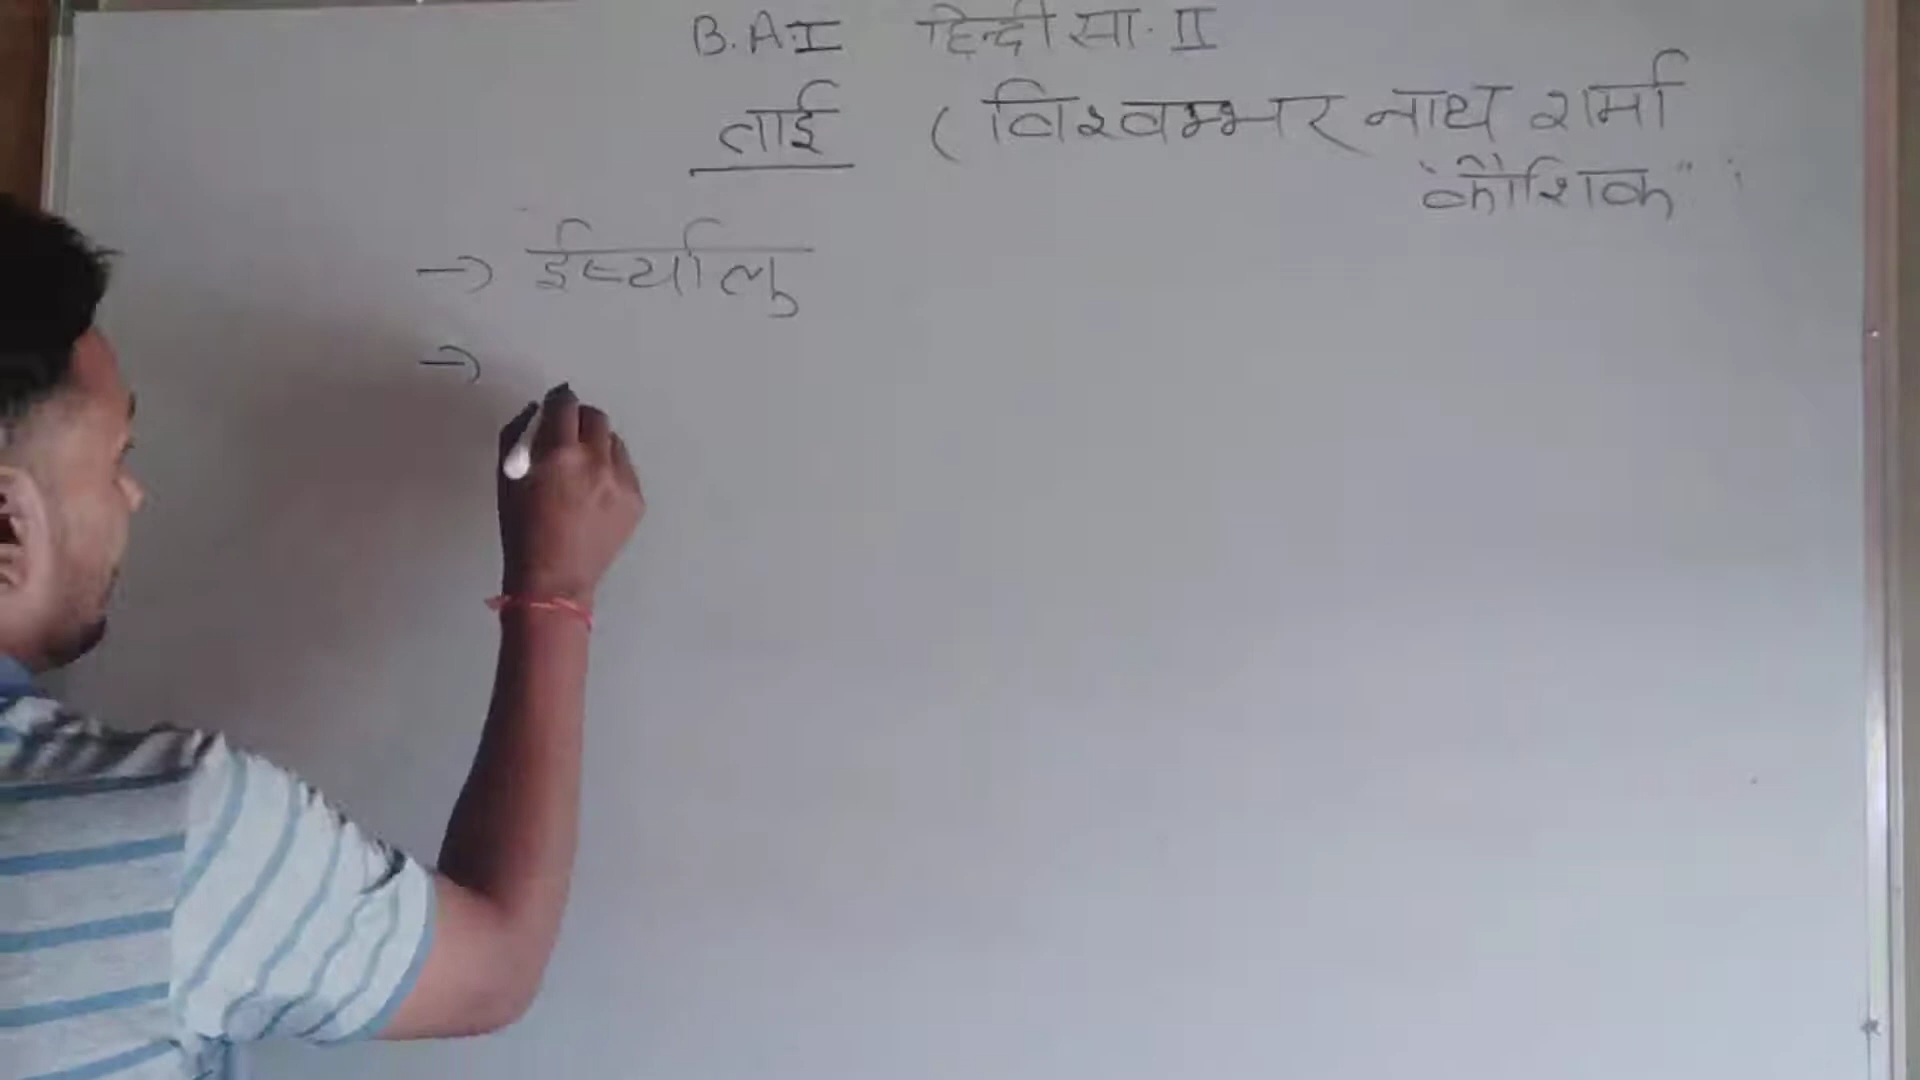 B.A.I हिन्दी सा. II
ताई ( विश्वम्भर नाथ शर्मा
"कौशिक"
→ ईर्ष्यालु
→